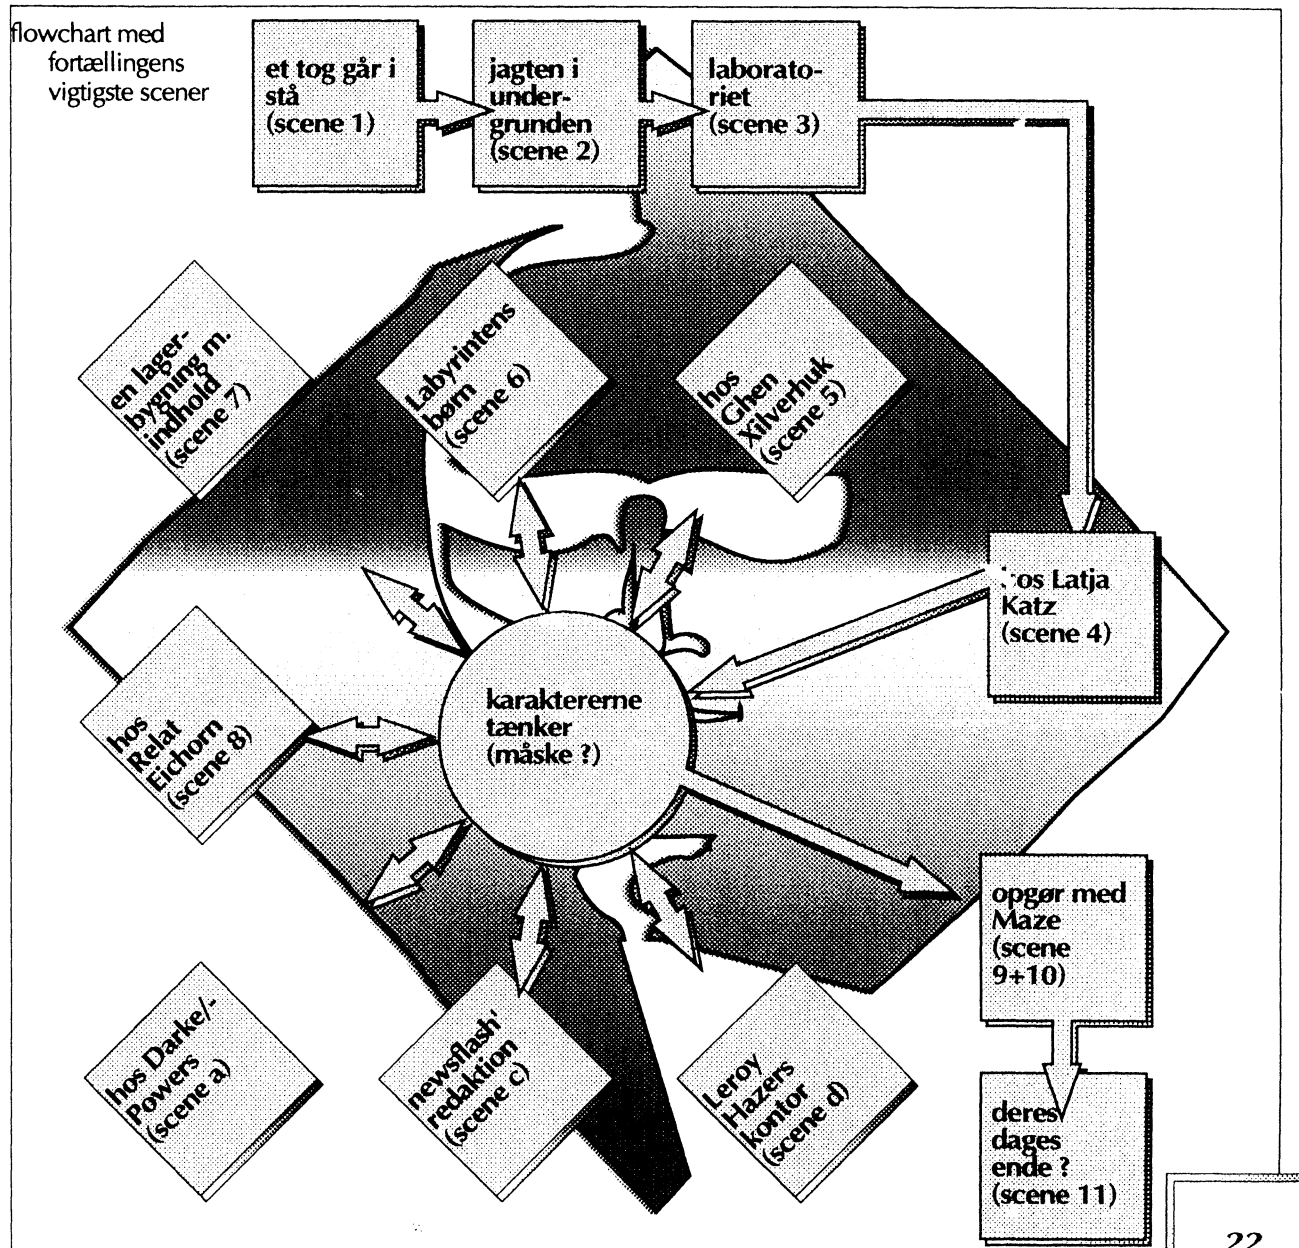 flowchart med
fortællingens
vigtigste scener
et tog går i
stå
(scene 1)
jagten i
under-
grunden
(scene 2)
laborato-
riet
(scene 3)
en lager-
bygning m.
indhold
(scene 7)
Labyrintens
børn
(scene 6)
hos
Ghen
Xilverhuk
(scene 5)
hos Latja
Katz
(scene 4)
hos
Relat
Eichorn
(scene 8)
karaktererne
tænker
(måske ?)
opgør med
Maze
(scene
9+10)
hos Darke/-
Powers
(scene a)
newsflash'
redaktion
(scene c)
Leroy
Hazers
kontor
(scene d)
deres
dages
ende ?
(scene 11)
22